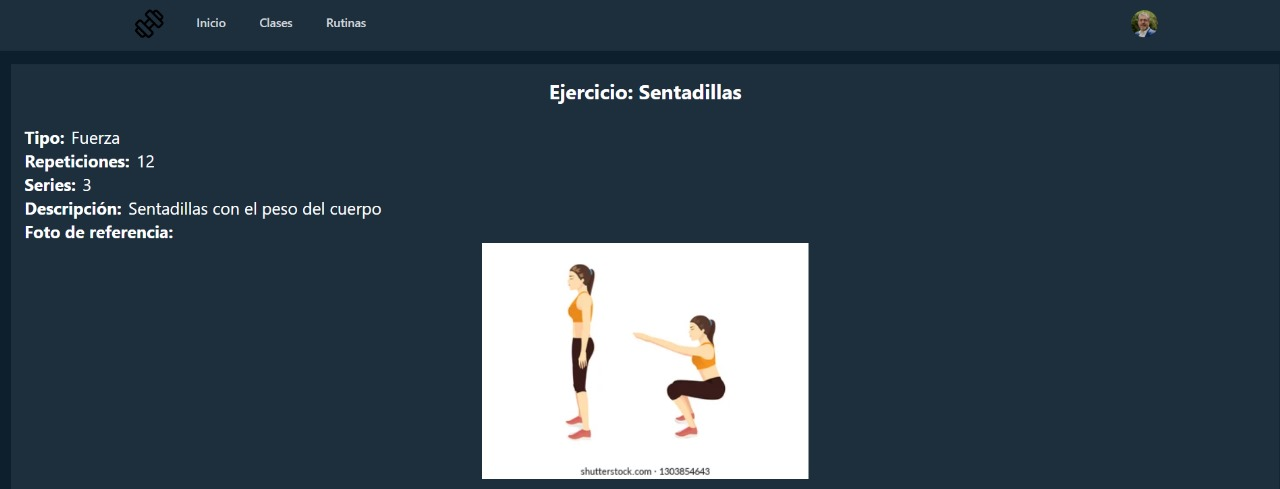 Inicio Clases Rutinas
Ejercicio: Sentadillas
Tipo: Fuerza
Repeticiones: 12
Series: 3
Descripción: Sentadillas con el peso del cuerpo
Foto de referencia:
shutterstock.com · 1303854643